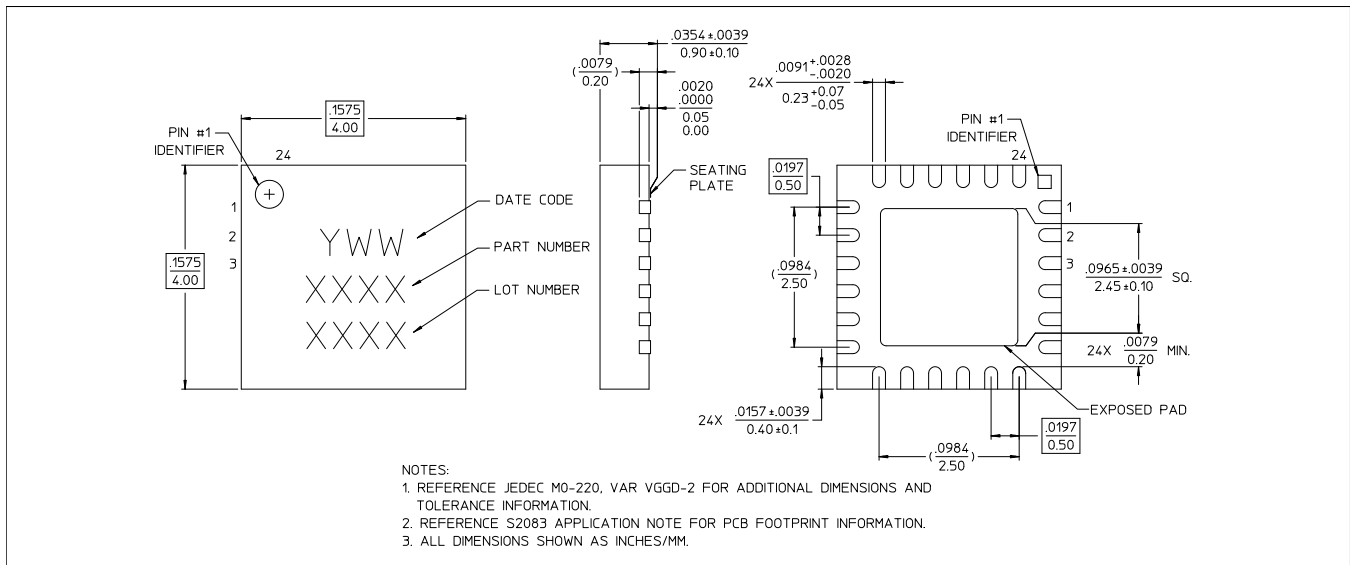 .0354±.0039
0.90±0.10
(.0079
0.20)
.0020
.0000
0.05
0.00
24X .0091 +.0028 -.0020
0.23 +0.07 -0.05
.1575
4.00
PIN #1
IDENTIFIER
24
PIN #1
IDENTIFIER
24
SEATING
PLATE
.0197
0.50
DATE CODE
1
2
3
YWW
PART NUMBER
XXXX
LOT NUMBER
XXXX
.1575
4.00
(.0984
2.50)
1
2
3
.0965±.0039
2.45±0.10 SQ.
24X .0079 MIN.
0.20
EXPOSED PAD
24X .0157±.0039
0.40±0.1
.0197
0.50
(.0984
2.50)
NOTES:
1. REFERENCE JEDEC MO-220, VAR VGGD-2 FOR ADDITIONAL DIMENSIONS AND
TOLERANCE INFORMATION.
2. REFERENCE S2083 APPLICATION NOTE FOR PCB FOOTPRINT INFORMATION.
3. ALL DIMENSIONS SHOWN AS INCHES/MM.